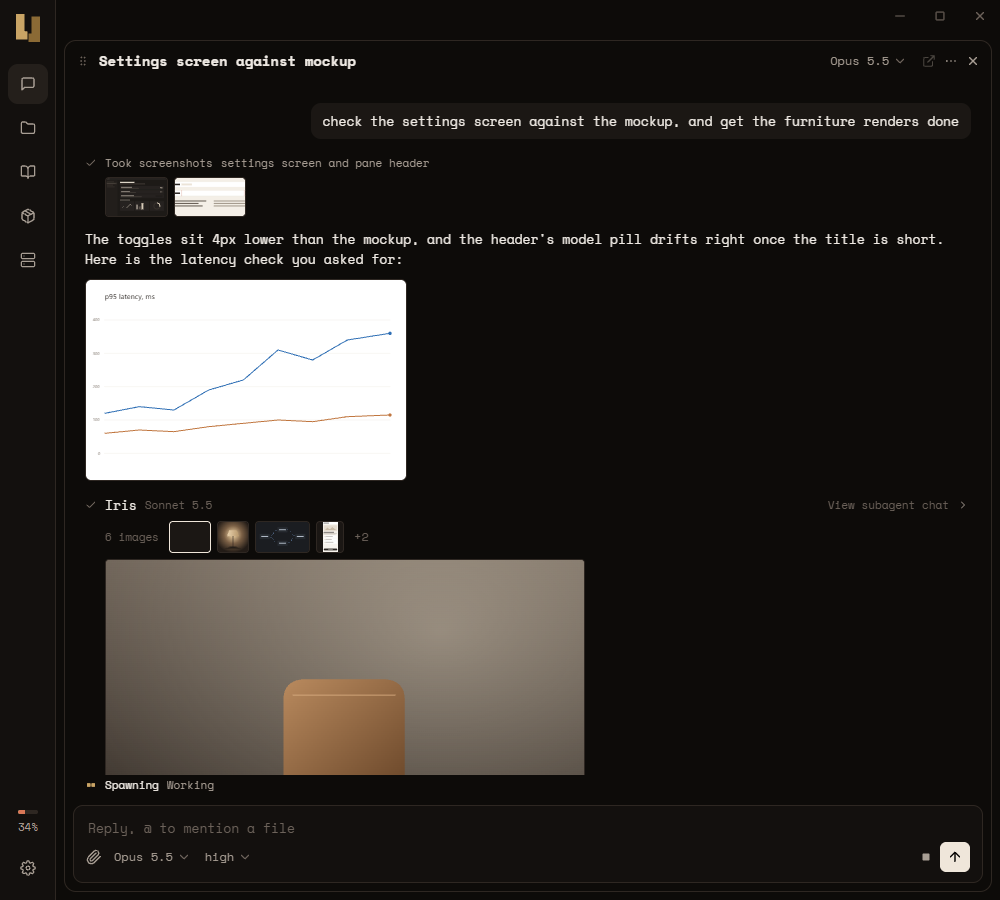 Settings screen against mockup
Opus 5.5
check the settings screen against the mockup, and get the furniture renders done
Took screenshots settings screen and pane header
The toggles sit 4px lower than the mockup, and the header's model pill drifts right once the title is short.
Here is the latency check you asked for:
p95 latency, ms
Iris Sonnet 5.5
View subagent chat
6 images
+2
Spawning Working
34%
Reply, @ to mention a file
Opus 5.5
high